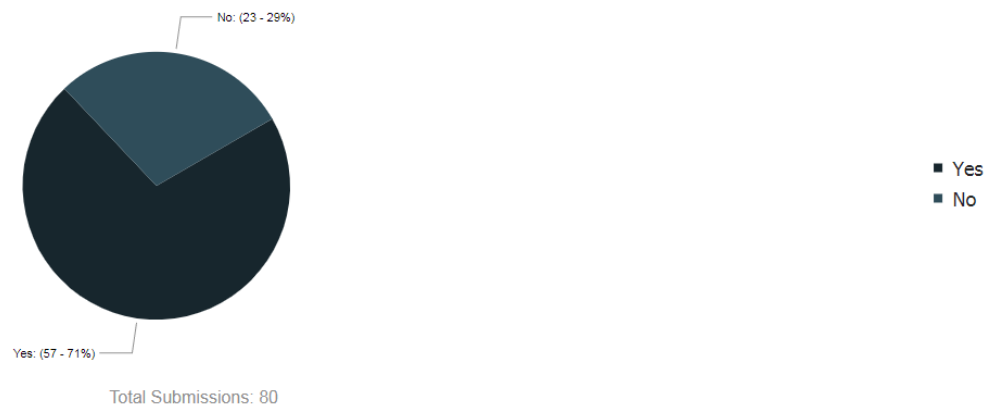 No: (23 - 29%)
Yes
No
Yes: (57 - 71%)
Total Submissions: 80